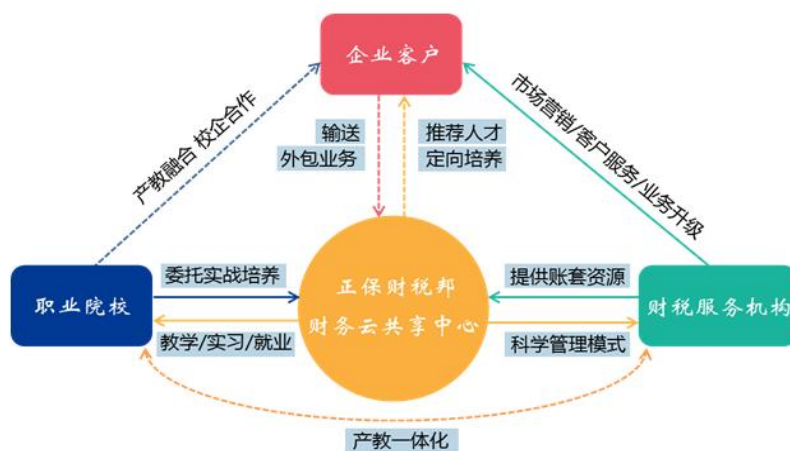 企业客户
产教融合 校企合作
输送
外包业务
推荐人才
定向培养
市场营销/客户服务/业务升级
职业院校
委托实战培养
教学/实习/就业
正保财税邦
财务云共享中心
提供账套资源
科学管理模式
财税服务机构
产教一体化